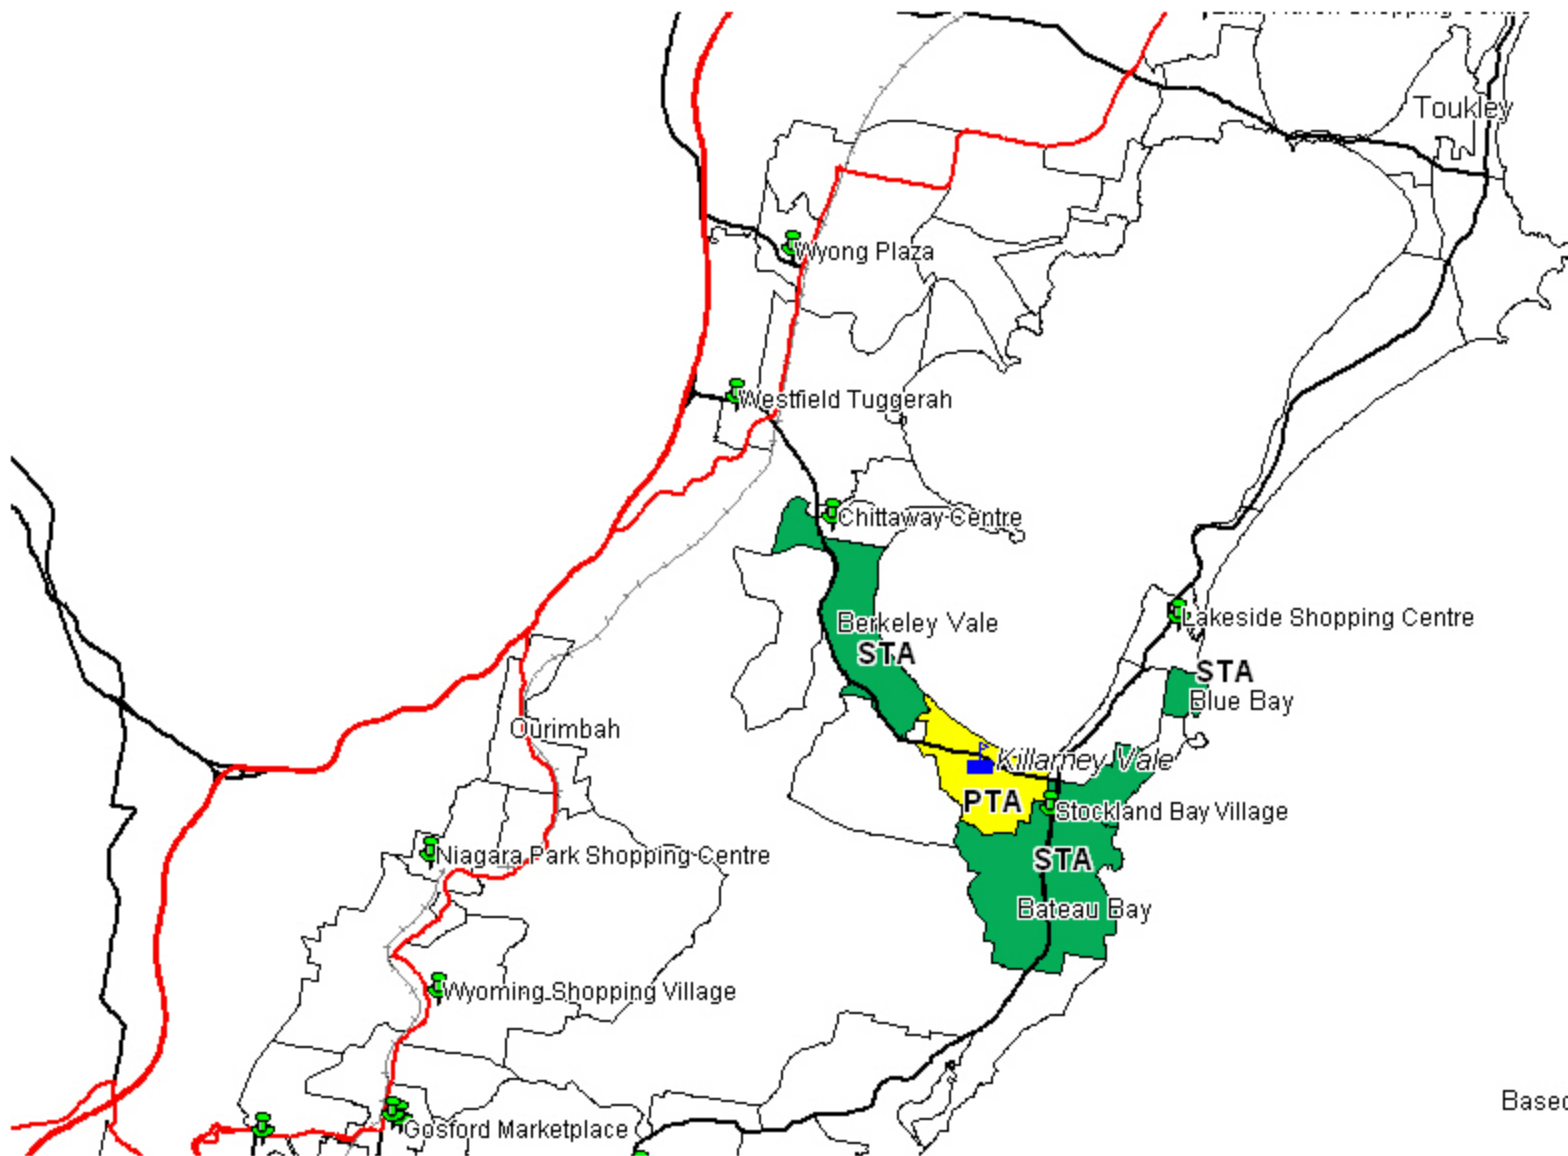 Toukley
Wyong Plaza
Westfield Tuggerah
Chittaway Centre
Berkeley Vale
STA
Lakeside Shopping Centre
STA
Blue Bay
Ourimbah
Killarney Vale
PTA
Stockland Bay Village
STA
Niagara Park Shopping Centre
Bateau Bay
Wyoming Shopping Village
Based
Gosford Marketplace